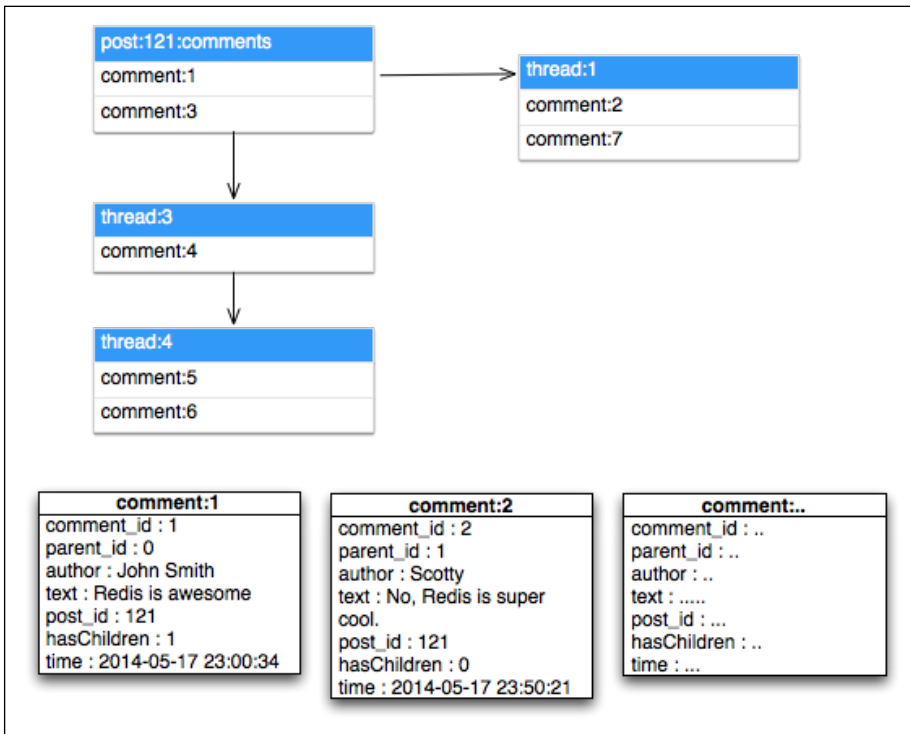 post:121:comments
comment:1
comment:3
thread:1
comment:2
comment:7
thread:3
comment:4
thread:4
comment:5
comment:6
comment:1
comment_id : 1
parent_id : 0
author : John Smith
text : Redis is awesome
post_id : 121
hasChildren : 1
time : 2014-05-17 23:00:34
comment:2
comment_id : 2
parent_id : 1
author : Scotty
text : No, Redis is super
cool.
post_id : 121
hasChildren : 0
time : 2014-05-17 23:50:21
comment:..
comment_id : ..
parent_id : ..
author : ..
text : .....
post_id : ...
hasChildren : ..
time : ...